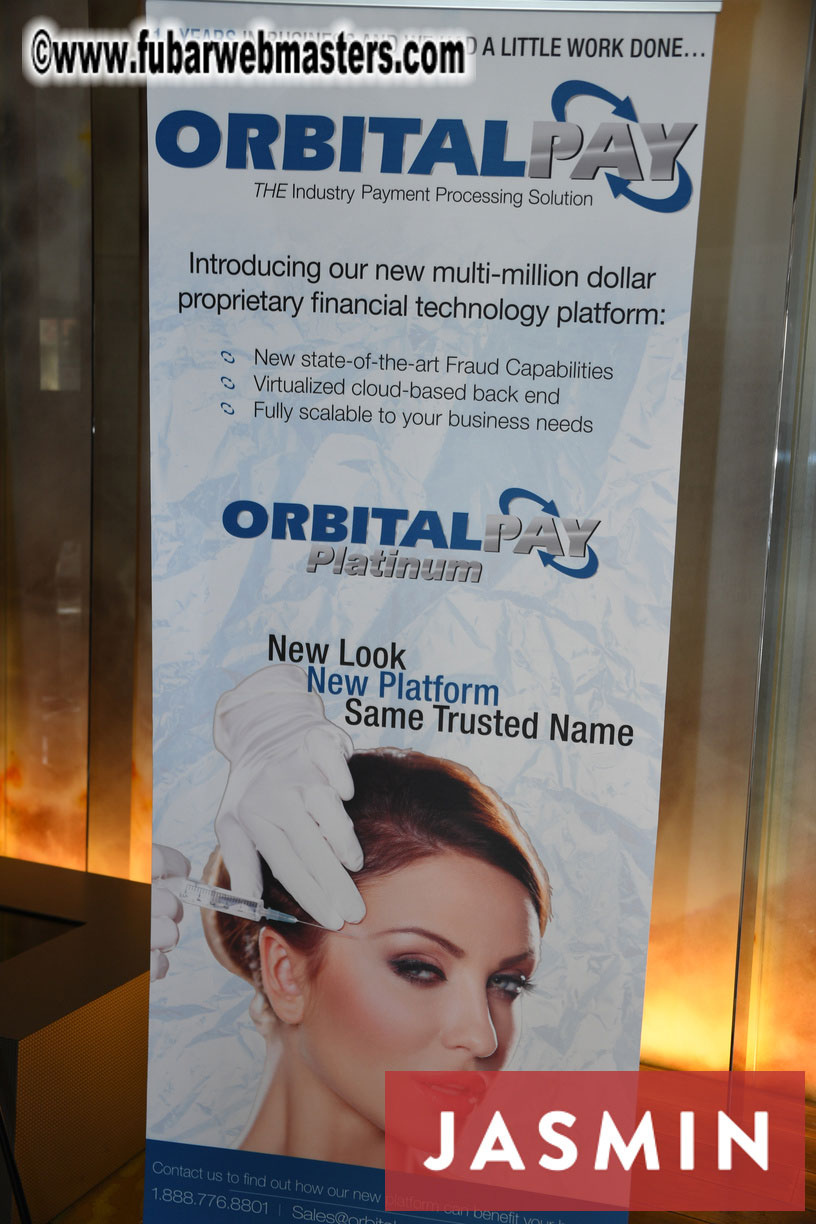 ©www.fubarwebmasters.com
A LITTLE WORK DONE...
ORBITALPAY
THE Industry Payment Processing Solution
Introducing our new multi-million dollar
proprietary financial technology platform:
New state-of-the-art Fraud Capabilities
Virtualized cloud-based back end
Fully scalable to your business needs
ORBITALPAY
Platinum
New Look
New Platform
Same Trusted Name
JASMIN
Contact us to find out how our new platform can benefit your
1.888.776.8801 | Sales@orbital